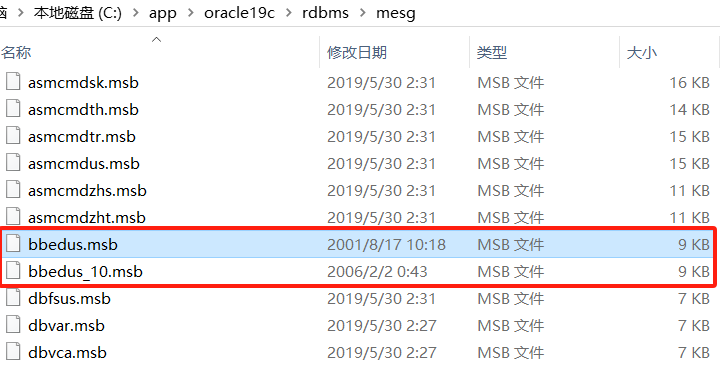 脑 › 本地磁盘 (C:) › app › oracle19c › rdbms › mesg
名称 修改日期 类型 大小
asmcmdsk.msb 2019/5/30 2:31 MSB 文件 16 KB
asmcmdth.msb 2019/5/30 2:31 MSB 文件 14 KB
asmcmdtr.msb 2019/5/30 2:31 MSB 文件 15 KB
asmcmdus.msb 2019/5/30 2:31 MSB 文件 15 KB
asmcmdzhs.msb 2019/5/30 2:31 MSB 文件 11 KB
asmcmdzht.msb 2019/5/30 2:31 MSB 文件 11 KB
bbedus.msb 2001/8/17 10:18 MSB 文件 9 KB
bbedus_10.msb 2006/2/2 0:43 MSB 文件 9 KB
dbfsus.msb 2019/5/30 2:31 MSB 文件 7 KB
dbvar.msb 2019/5/30 2:27 MSB 文件 7 KB
dbvca.msb 2019/5/30 2:27 MSB 文件 7 KB